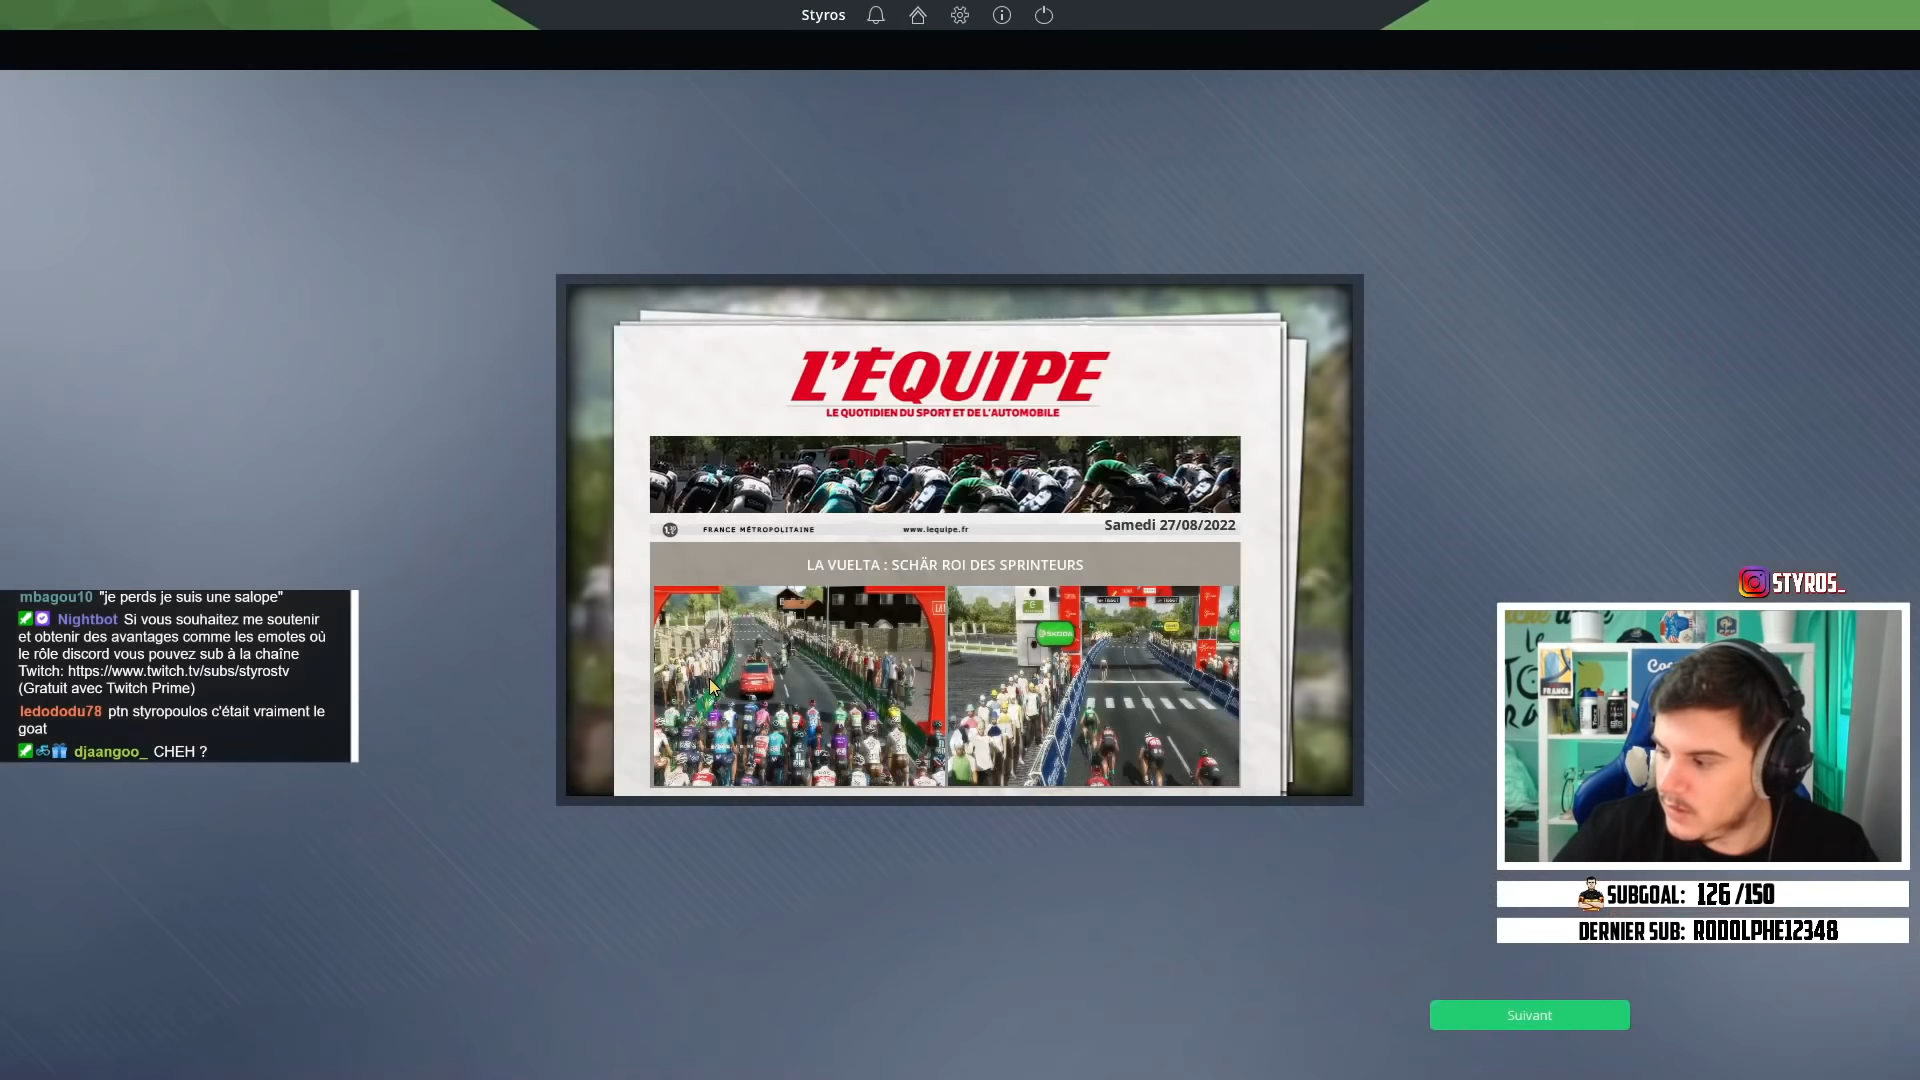 Styros
L'ÉQUIPE
LE QUOTIDIEN DU SPORT ET DE L'AUTOMOBILE
FRANCE MÉTROPOLITAINE
www.lequipe.fr
Samedi 27/08/2022
LA VUELTA : SCHÄR ROI DES SPRINTEURS
ŠKODA
mbagou10 "je perds je suis une salope"
Nightbot Si vous souhaitez me soutenir
et obtenir des avantages comme les emotes où
le rôle discord vous pouvez sub à la chaîne
Twitch: https://www.twitch.tv/subs/styrostv
(Gratuit avec Twitch Prime)
ledododu78 ptn styropoulos c'était vraiment le
goat
djaangoo_ CHEH ?
STYROS_
FRANCE
SUBGOAL: 126 /150
DERNIER SUB: RODOLPHE12348
Suivant